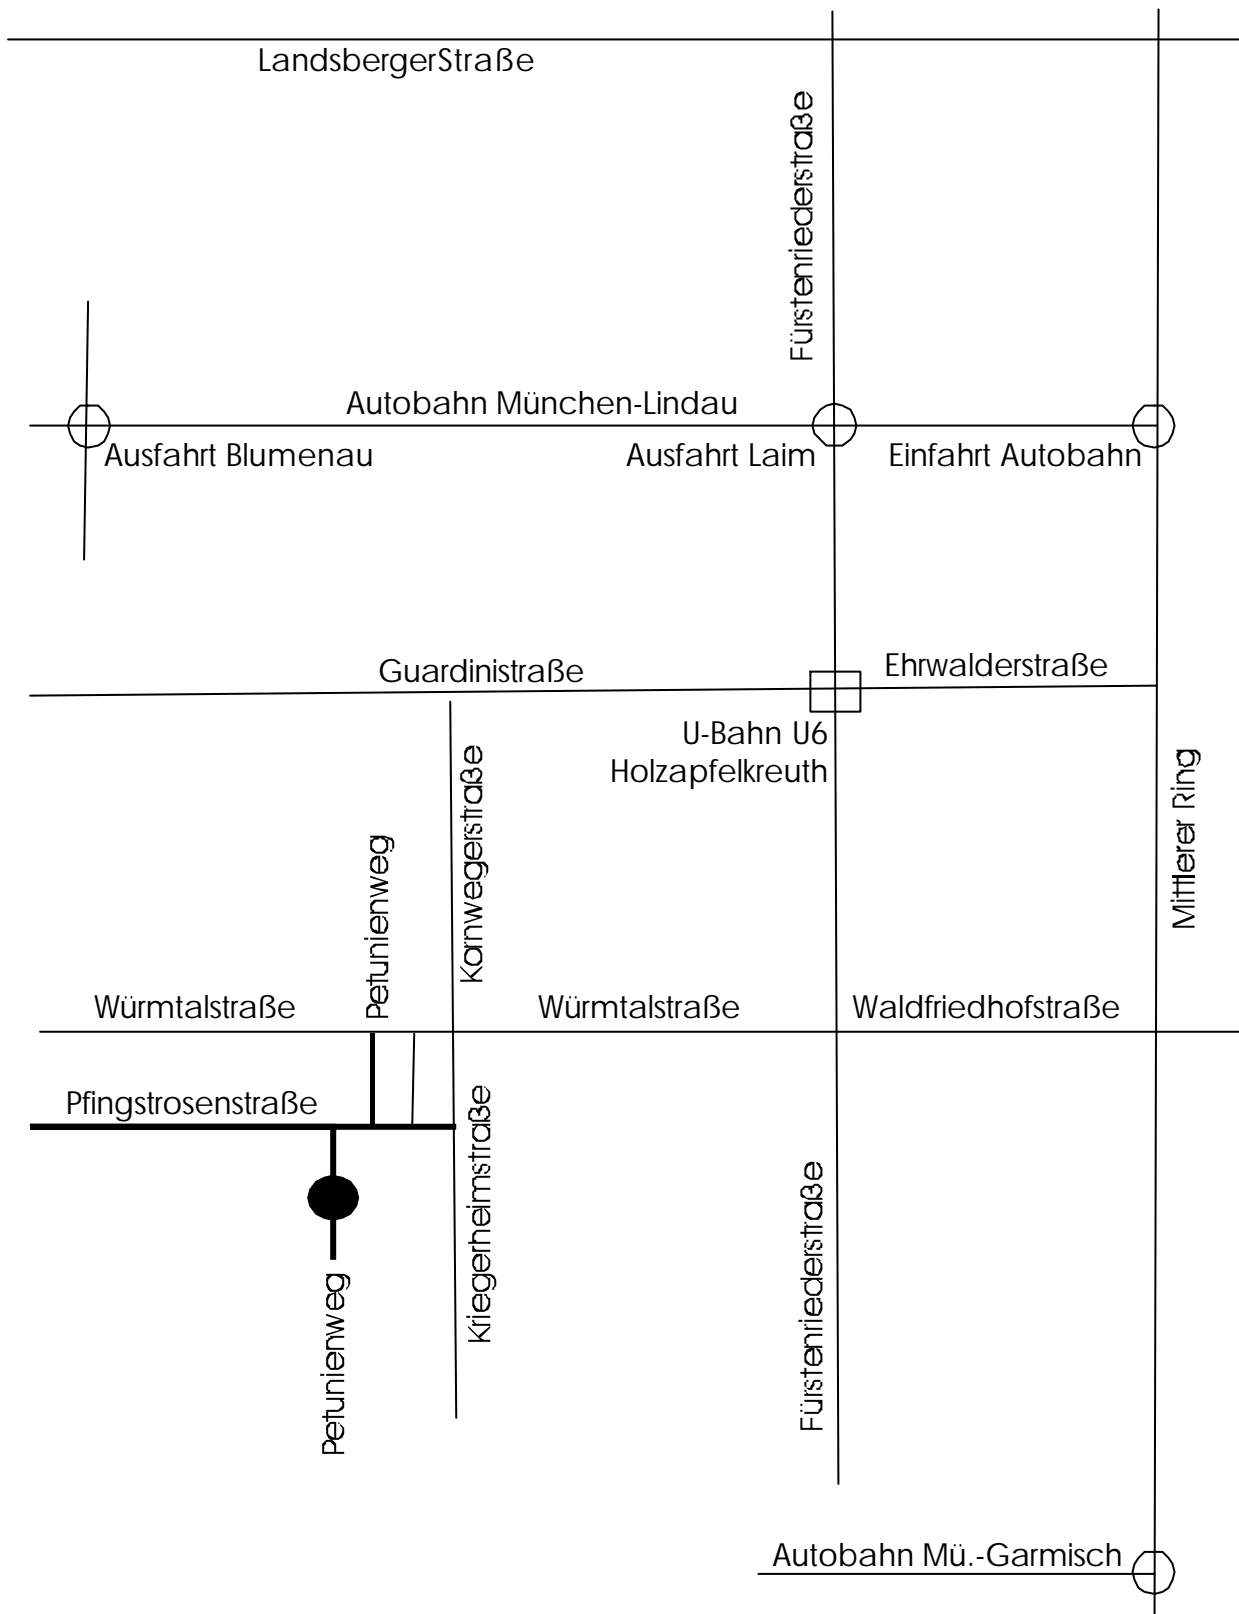 LandsbergerStraße
Fürstenriederstraße
Autobahn München-Lindau
Ausfahrt Blumenau
Ausfahrt Laim
Einfahrt Autobahn
Guardinistraße
Ehrwalderstraße
U-Bahn U6
Holzapfelkreuth
Mittlerer Ring
Kornwegerstraße
Petunienweg
Würmtalstraße
Würmtalstraße
Waldfriedhofstraße
Pfingstrosenstraße
Kriegerheimstraße
Fürstenriederstraße
Petunienweg
Autobahn Mü.-Garmisch